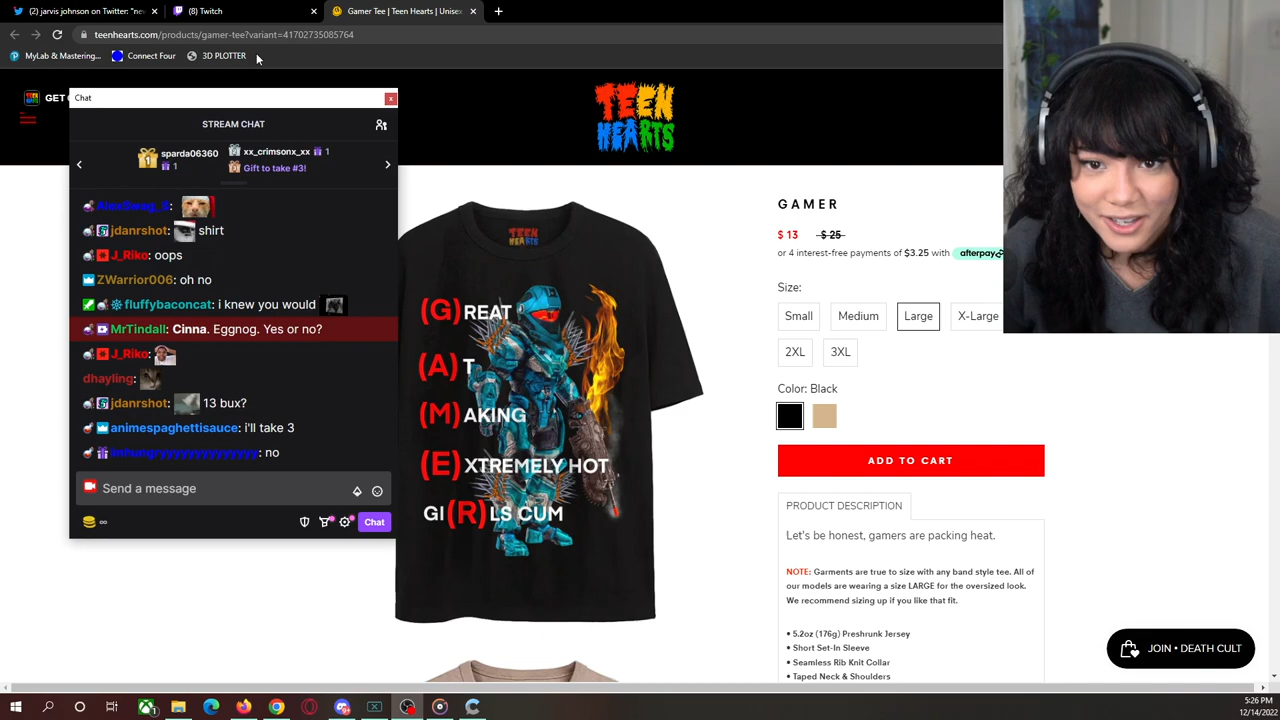 (2) jarvis johnson on Twitter: "ne
(1) Twitch
Gamer Tee | Teen Hearts | Unise
teenhearts.com/products/gamer-tee?variant=41702735085764
MyLab & Mastering...
Connect Four
3D PLOTTER
GET
TEEN
HEARTS
Chat
STREAM CHAT
sparda06360
1
xx_crimsonx_xx 1
Gift to take #3!
AlexSwag_S:
jdanrshot: shirt
J_Riko: oops
ZWarrior006: oh no
fluffybaconcat: i knew you would
MrTindall: Cinna. Eggnog. Yes or no?
J_Riko:
dhayling:
jdanrshot: 13 bux?
animespaghettisauce: i'll take 3
imhungryyyyyyyyyyyyyyy: no
Send a message
Chat
TEEN
HEARTS
(G)REAT
(A)T
(M)AKING
(E)XTREMELY HOT
GI(R)LS CUM
GAMER
$ 13 $ 25
or 4 interest-free payments of $3.25 with afterpay
Size:
Small Medium Large X-Large
2XL 3XL
Color: Black
ADD TO CART
PRODUCT DESCRIPTION
Let's be honest, gamers are packing heat.
NOTE: Garments are true to size with any band style tee. All of
our models are wearing a size LARGE for the oversized look.
We recommend sizing up if you like that fit.
• 5.2oz (176g) Preshrunk Jersey
• Short Set-In Sleeve
• Seamless Rib Knit Collar
• Taped Neck & Shoulders
JOIN • DEATH CULT
5:26 PM
12/14/2022